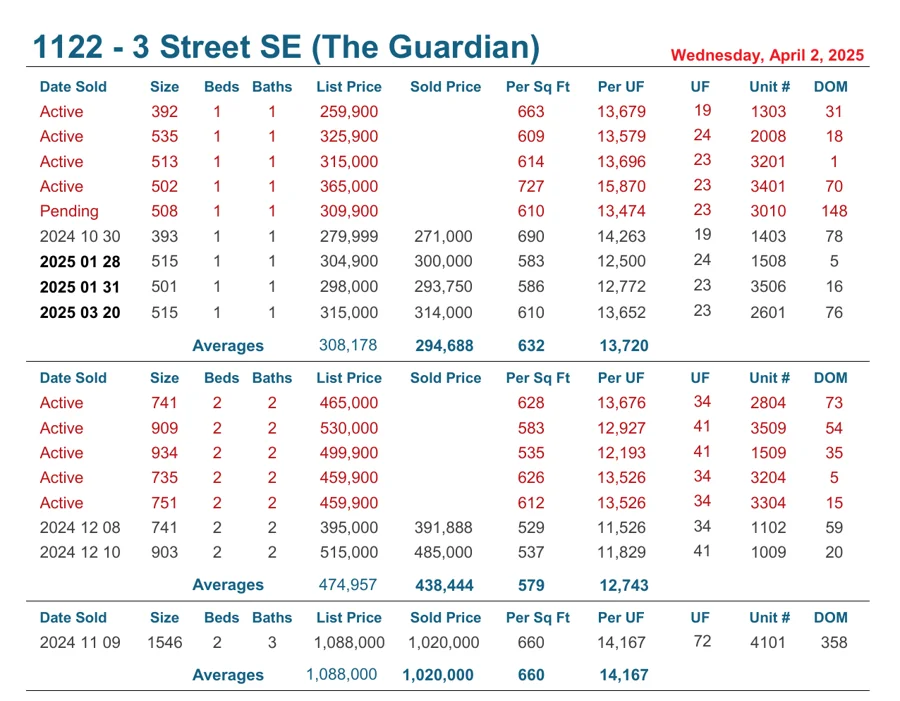 1122 - 3 Street SE (The Guardian)
Wednesday, April 2, 2025
Date Sold Size Beds Baths List Price Sold Price Per Sq Ft Per UF UF Unit # DOM
Active 392 1 1 259,900 663 13,679 19 1303 31
Active 535 1 1 325,900 609 13,579 24 2008 18
Active 513 1 1 315,000 614 13,696 23 3201 1
Active 502 1 1 365,000 727 15,870 23 3401 70
Pending 508 1 1 309,900 610 13,474 23 3010 148
2024 10 30 393 1 1 279,999 271,000 690 14,263 19 1403 78
2025 01 28 515 1 1 304,900 300,000 583 12,500 24 1508 5
2025 01 31 501 1 1 298,000 293,750 586 12,772 23 3506 16
2025 03 20 515 1 1 315,000 314,000 610 13,652 23 2601 76
Averages 308,178 294,688 632 13,720
Date Sold Size Beds Baths List Price Sold Price Per Sq Ft Per UF UF Unit # DOM
Active 741 2 2 465,000 628 13,676 34 2804 73
Active 909 2 2 530,000 583 12,927 41 3509 54
Active 934 2 2 499,900 535 12,193 41 1509 35
Active 735 2 2 459,900 626 13,526 34 3204 5
Active 751 2 2 459,900 612 13,526 34 3304 15
2024 12 08 741 2 2 395,000 391,888 529 11,526 34 1102 59
2024 12 10 903 2 2 515,000 485,000 537 11,829 41 1009 20
Averages 474,957 438,444 579 12,743
Date Sold Size Beds Baths List Price Sold Price Per Sq Ft Per UF UF Unit # DOM
2024 11 09 1546 2 3 1,088,000 1,020,000 660 14,167 72 4101 358
Averages 1,088,000 1,020,000 660 14,167